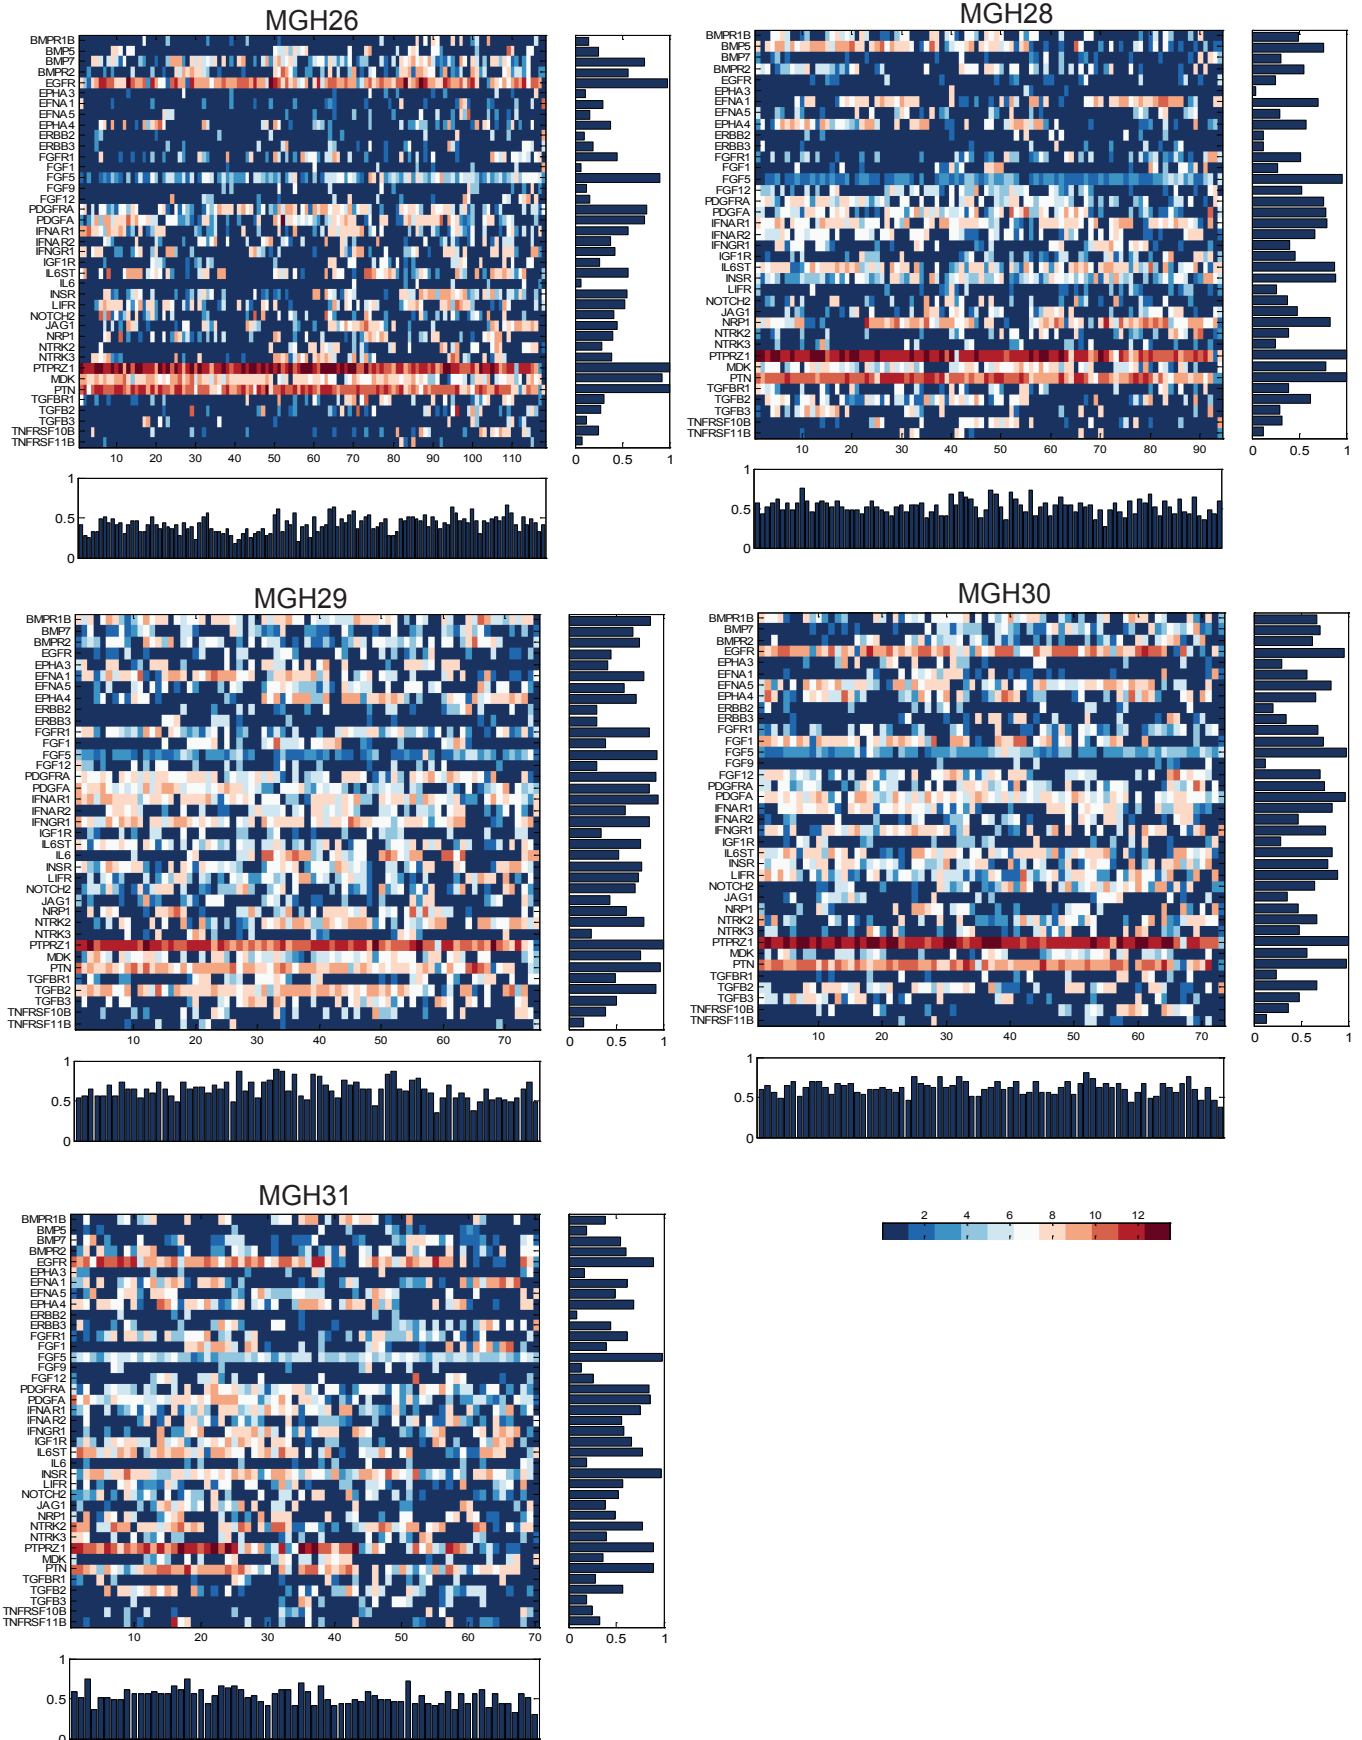 MGH26
BMPR1B
BMP5
BMP7
BMPR2
EGFR
EPHA3
EFNA1
EFNA5
EPHA4
ERBB2
ERBB3
FGFR1
FGF1
FGF5
FGF9
FGF12
PDGFRA
PDGFA
IFNAR1
IFNAR2
IFNGR1
IGF1R
IL6ST
IL6
INSR
LIFR
NOTCH2
JAG1
NRP1
NTRK2
NTRK3
PTPRZ1
MDK
PTN
TGFBR1
TGFB2
TGFB3
TNFRSF10B
TNFRSF11B
10 20 30 40 50 60 70 80 90 100 110
0 0.5 1
1
0.5
0
MGH28
BMPR1B
BMP5
BMP7
BMPR2
EGFR
EPHA3
EFNA1
EFNA5
EPHA4
ERBB2
ERBB3
FGFR1
FGF1
FGF5
FGF12
PDGFRA
PDGFA
IFNAR1
IFNAR2
IFNGR1
IGF1R
IL6ST
INSR
LIFR
NOTCH2
JAG1
NRP1
NTRK2
NTRK3
PTPRZ1
MDK
PTN
TGFBR1
TGFB2
TGFB3
TNFRSF10B
TNFRSF11B
10 20 30 40 50 60 70 80 90
0 0.5 1
1
0.5
0
MGH29
BMPR1B
BMP7
BMPR2
EGFR
EPHA3
EFNA1
EFNA5
EPHA4
ERBB2
ERBB3
FGFR1
FGF1
FGF5
FGF12
PDGFRA
PDGFA
IFNAR1
IFNAR2
IFNGR1
IGF1R
IL6ST
IL6
INSR
LIFR
NOTCH2
JAG1
NRP1
NTRK2
NTRK3
PTPRZ1
MDK
PTN
TGFBR1
TGFB2
TGFB3
TNFRSF10B
TNFRSF11B
10 20 30 40 50 60 70
0 0.5 1
1
0.5
0
MGH30
BMPR1B
BMP7
BMPR2
EGFR
EPHA3
EFNA1
EFNA5
EPHA4
ERBB2
ERBB3
FGFR1
FGF1
FGF5
FGF9
FGF12
PDGFRA
PDGFA
IFNAR1
IFNAR2
IFNGR1
IGF1R
IL6ST
INSR
LIFR
NOTCH2
JAG1
NRP1
NTRK2
NTRK3
PTPRZ1
MDK
PTN
TGFBR1
TGFB2
TGFB3
TNFRSF10B
TNFRSF11B
10 20 30 40 50 60 70
0 0.5 1
1
0.5
0
MGH31
BMPR1B
BMP5
BMP7
BMPR2
EGFR
EPHA3
EFNA1
EFNA5
EPHA4
ERBB2
ERBB3
FGFR1
FGF1
FGF5
FGF9
FGF12
PDGFRA
PDGFA
IFNAR1
IFNAR2
IFNGR1
IGF1R
IL6ST
IL6
INSR
LIFR
NOTCH2
JAG1
NRP1
NTRK2
NTRK3
PTPRZ1
MDK
PTN
TGFBR1
TGFB2
TGFB3
TNFRSF10B
TNFRSF11B
10 20 30 40 50 60 70
0 0.5 1
1
0.5
0
2 4 6 8 10 12